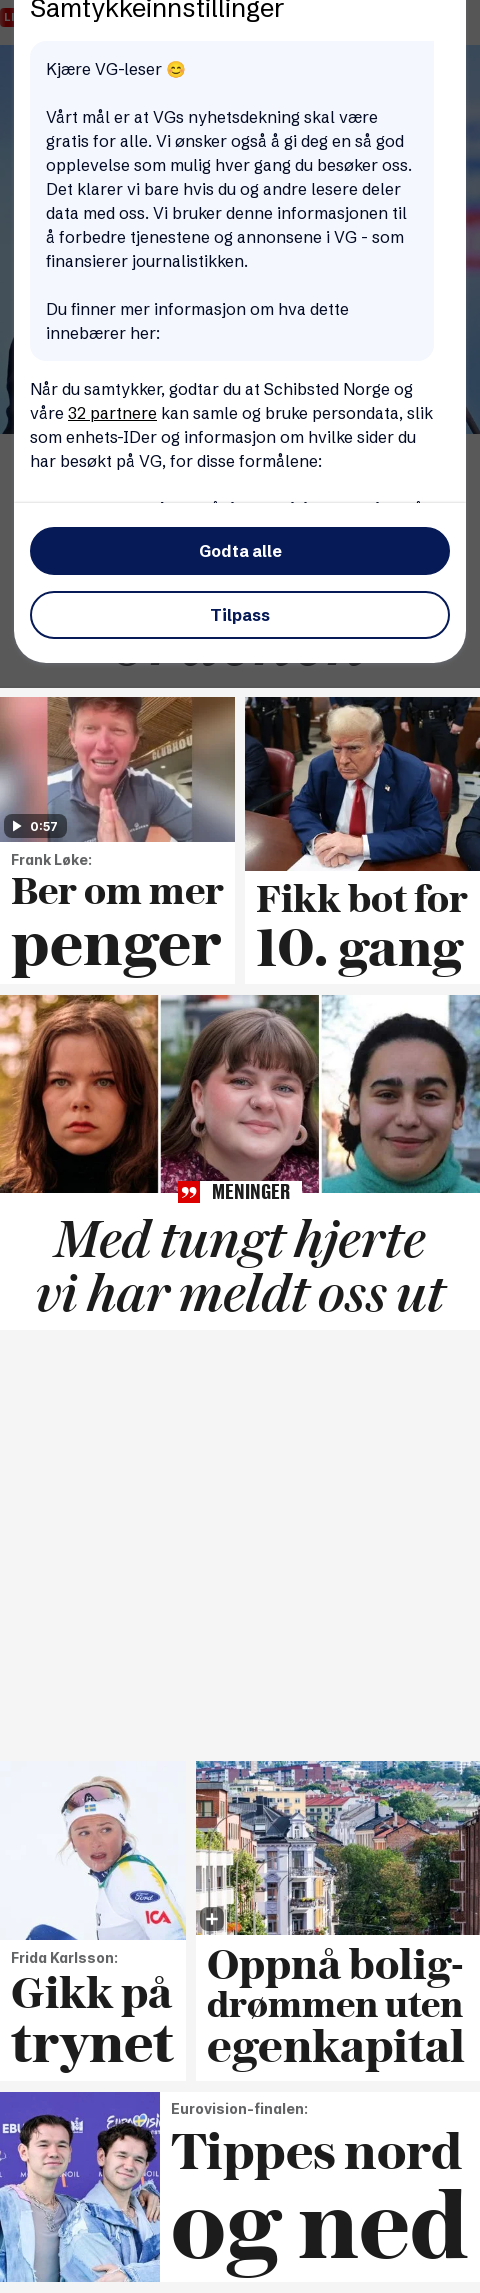 Samtykkeinnstillinger
Kjære VG-leser 😊
Vårt mål er at VGs nyhetsdekning skal være
gratis for alle. Vi ønsker også å gi deg en så god
opplevelse som mulig hver gang du besøker oss.
Det klarer vi bare hvis du og andre lesere deler
data med oss. Vi bruker denne informasjonen til
å forbedre tjenestene og annonsene i VG - som
finansierer journalistikken.
Du finner mer informasjon om hva dette
innebærer her:
Når du samtykker, godtar du at Schibsted Norge og
våre 32 partnere kan samle og bruke persondata, slik
som enhets-IDer og informasjon om hvilke sider du
har besøkt på VG, for disse formålene:
Godta alle
Tilpass
0:57
Frank Løke:
Ber om mer
penger
Fikk bot for
10. gang
MENINGER
Med tungt hjerte
vi har meldt oss ut
Ford
ICA
Frida Karlsson:
Gikk på
trynet
Oppnå bolig-
drømmen uten
egenkapital
EBU
Eurovision-finalen:
Tippes nord
og ned